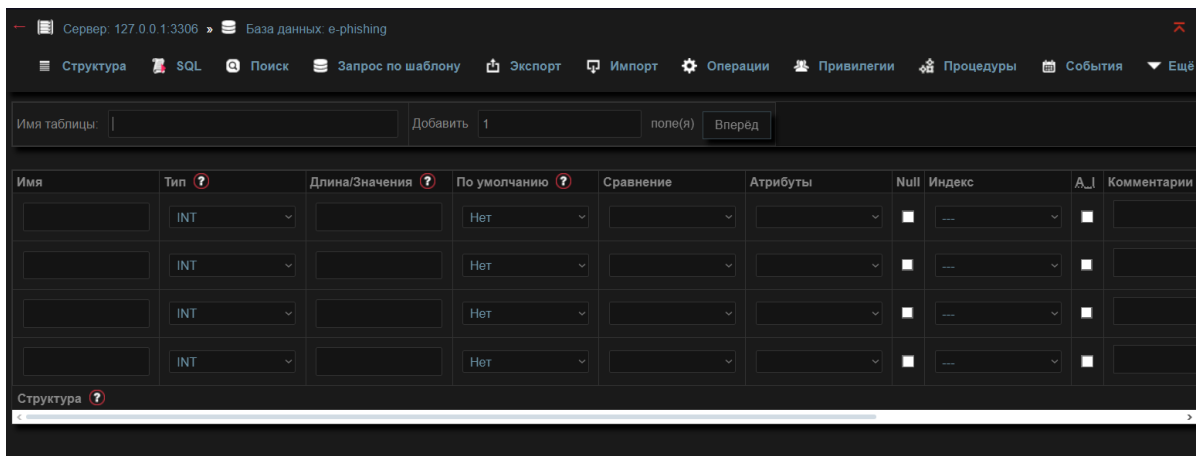 Сервер: 127.0.0.1:3306 » База данных: e-phishing
Структура SQL Поиск Запрос по шаблону Экспорт Импорт Операции Привилегии Процедуры События Ещё
Имя таблицы: Добавить 1 поле(я) Вперёд
Имя Тип Длина/Значения По умолчанию Сравнение Атрибуты Null Индекс A_I Комментарии
INT Нет ---
INT Нет ---
INT Нет ---
INT Нет ---
Структура